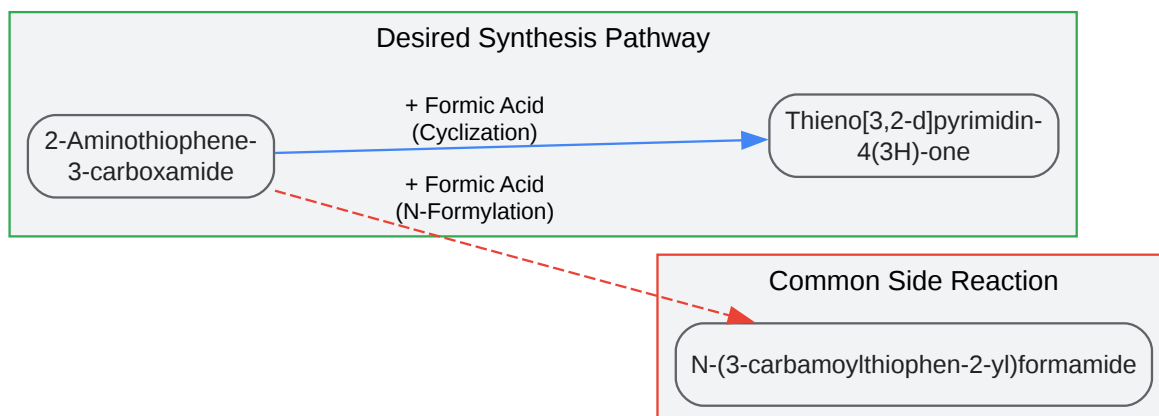 Desired Synthesis Pathway
+ Formic Acid
(Cyclization)
2-Aminothiophene-
3-carboxamide
Thieno[3,2-d]pyrimidin-
4(3H)-one
+ Formic Acid
(N-Formylation)
Common Side Reaction
N-(3-carbamoylthiophen-2-yl)formamide